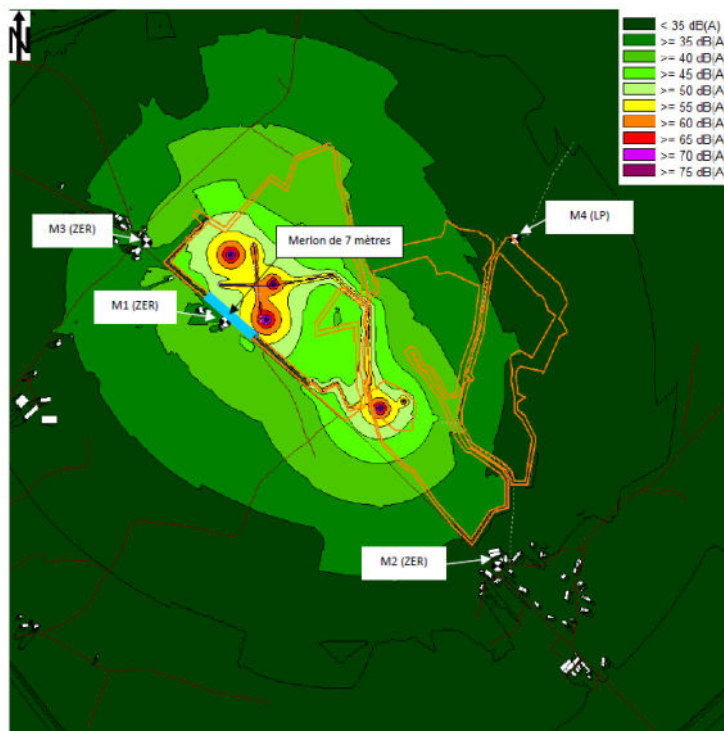 N
< 35 dB(A)
>= 35 dB(A
>= 40 dB(A
>= 45 dB(A
>= 50 dB(A
>= 55 dB(A
>= 60 dB(A
>= 65 dB(A
>= 70 dB(A
>= 75 dB(A
M3 (ZER)
M4 (LP)
Merlon de 7 mètres
M1 (ZER)
M2 (ZER)